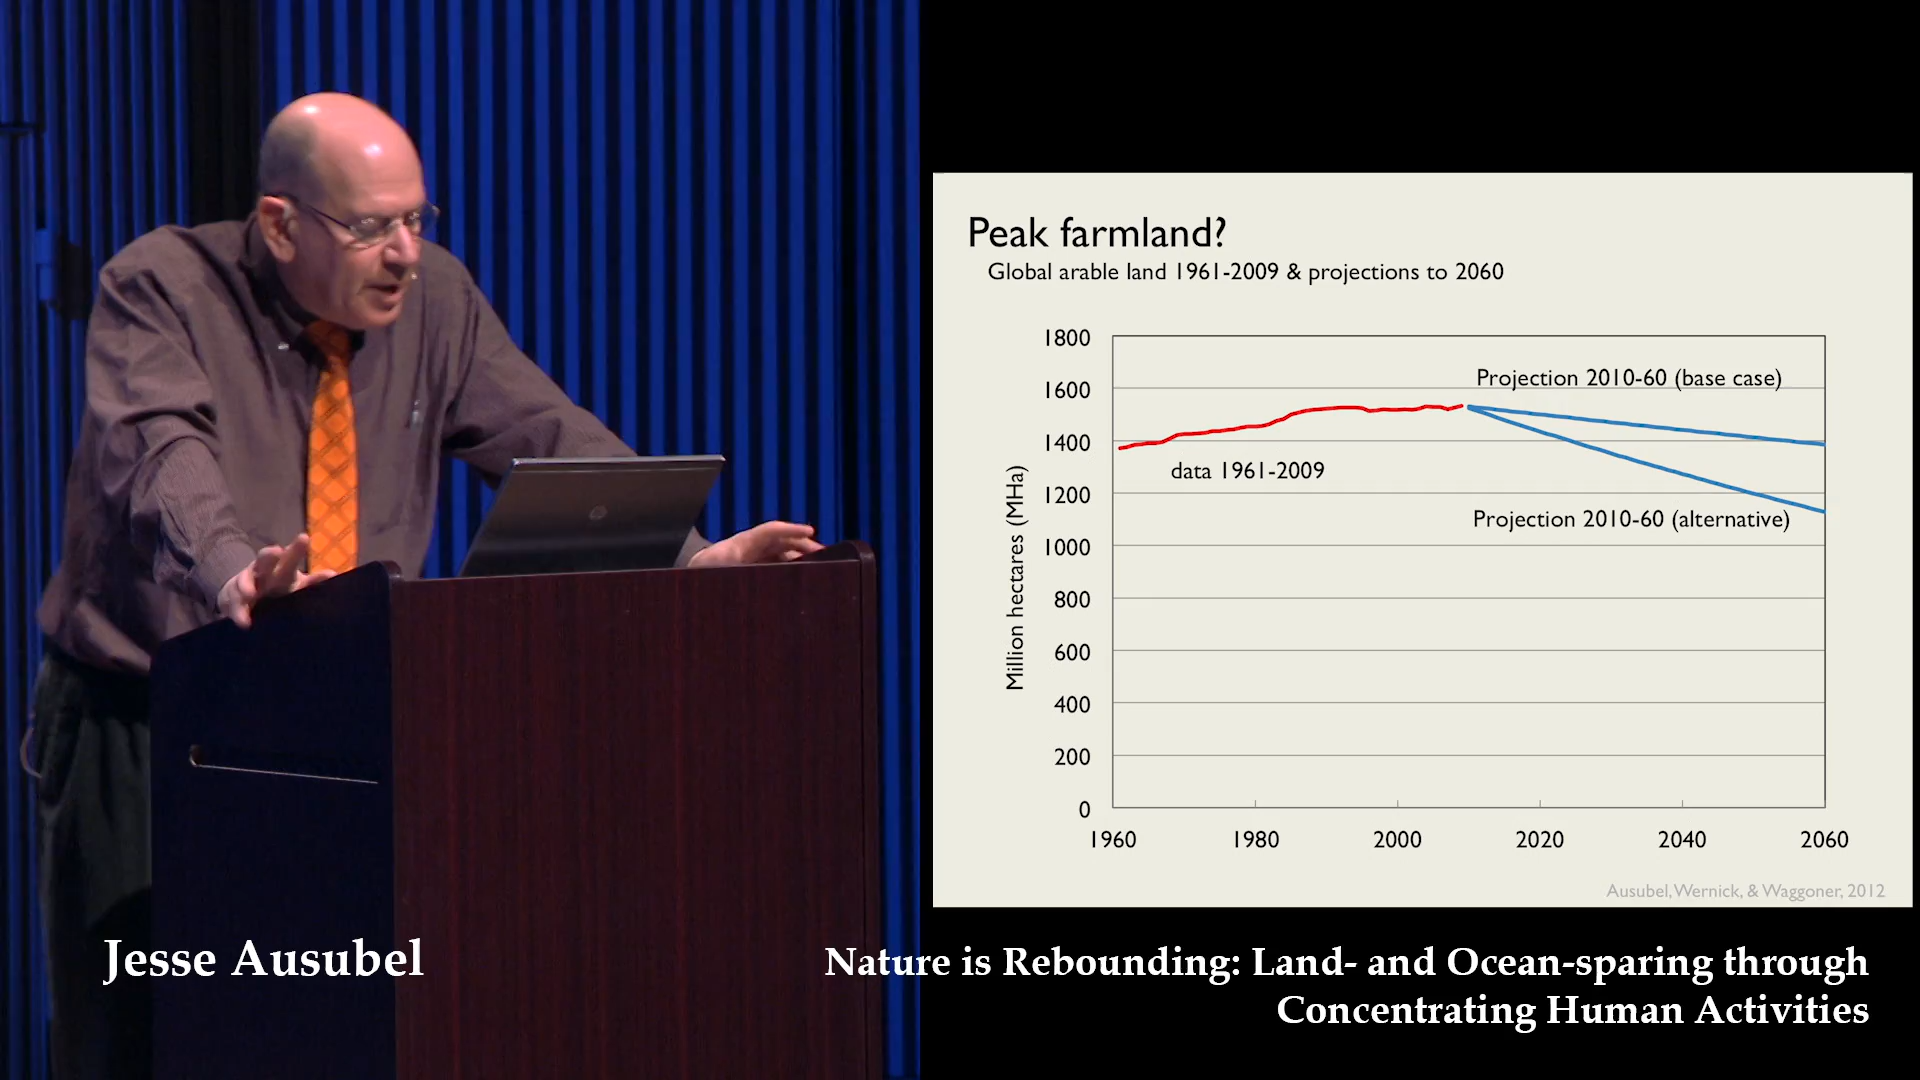 Peak farmland?
Global arable land 1961-2009 & projections to 2060
1800
1600
1400
1200
1000
800
600
400
200
0
Million hectares (MHa)
Projection 2010-60 (base case)
data 1961-2009
Projection 2010-60 (alternative)
1960 1980 2000 2020 2040 2060
Ausubel, Wernick, & Waggoner, 2012
Jesse Ausubel
Nature is Rebounding: Land- and Ocean-sparing through
Concentrating Human Activities